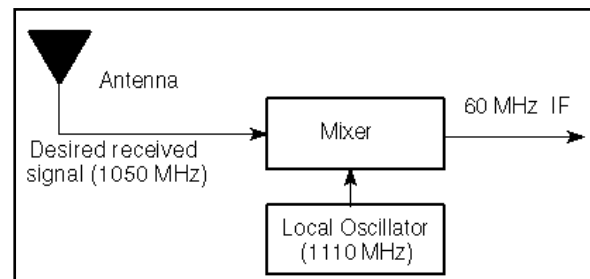 Antenna
Desired received
signal (1050 MHz)
Mixer
60 MHz IF
Local Oscillator
(1110 MHz)